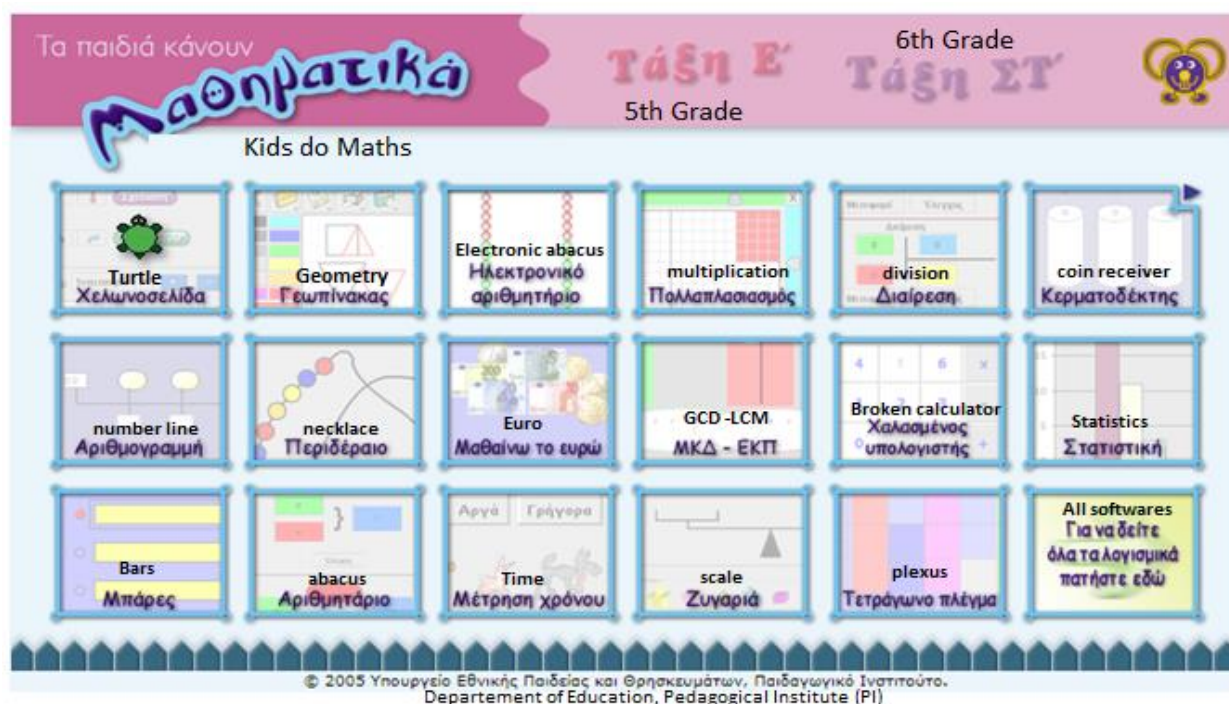 Τα παιδιά κάνουν
Μαθηματικά
Kids do Maths
Τάξη Ε΄
5th Grade
6th Grade
Τάξη ΣΤ΄
Turtle
Χελωνοσελίδα
Geometry
Γεωπίνακας
Electronic abacus
Ηλεκτρονικό
αριθμητήριο
multiplication
Πολλαπλασιασμός
division
Διαίρεση
coin receiver
Κερματοδέκτης
number line
Αριθμογραμμή
necklace
Περιδέραιο
Euro
Μαθαίνω το ευρώ
GCD -LCM
ΜΚΔ - ΕΚΠ
4 6 x
Broken calculator
Χαλασμένος
υπολογιστής
Statistics
Στατιστική
Bars
Μπάρες
abacus
Αριθμητάριο
Αργά Γρήγορα
Time
Μέτρηση χρόνου
scale
Ζυγαριά
plexus
Τετράγωνο πλέγμα
All softwares
Για να δείτε
όλα τα λογισμικά
πατήστε εδώ
© 2005 Υπουργείο Εθνικής Παιδείας και Θρησκευμάτων, Παιδαγωγικό Ινστιτούτο.
Departement of Education, Pedagogical Institute (PI)